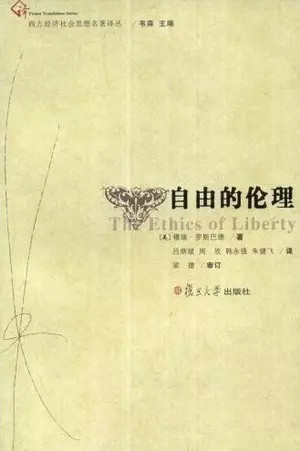 译 Fudan Translation Series
西方经济社会思想名著译丛 / 韦森 主编
自由的伦理
The Ethics of Liberty
(美) 穆瑞·罗斯巴德 / 著
吕炳斌 周欣 韩永强 朱健飞 / 译
梁捷 / 审订
復旦大學出版社